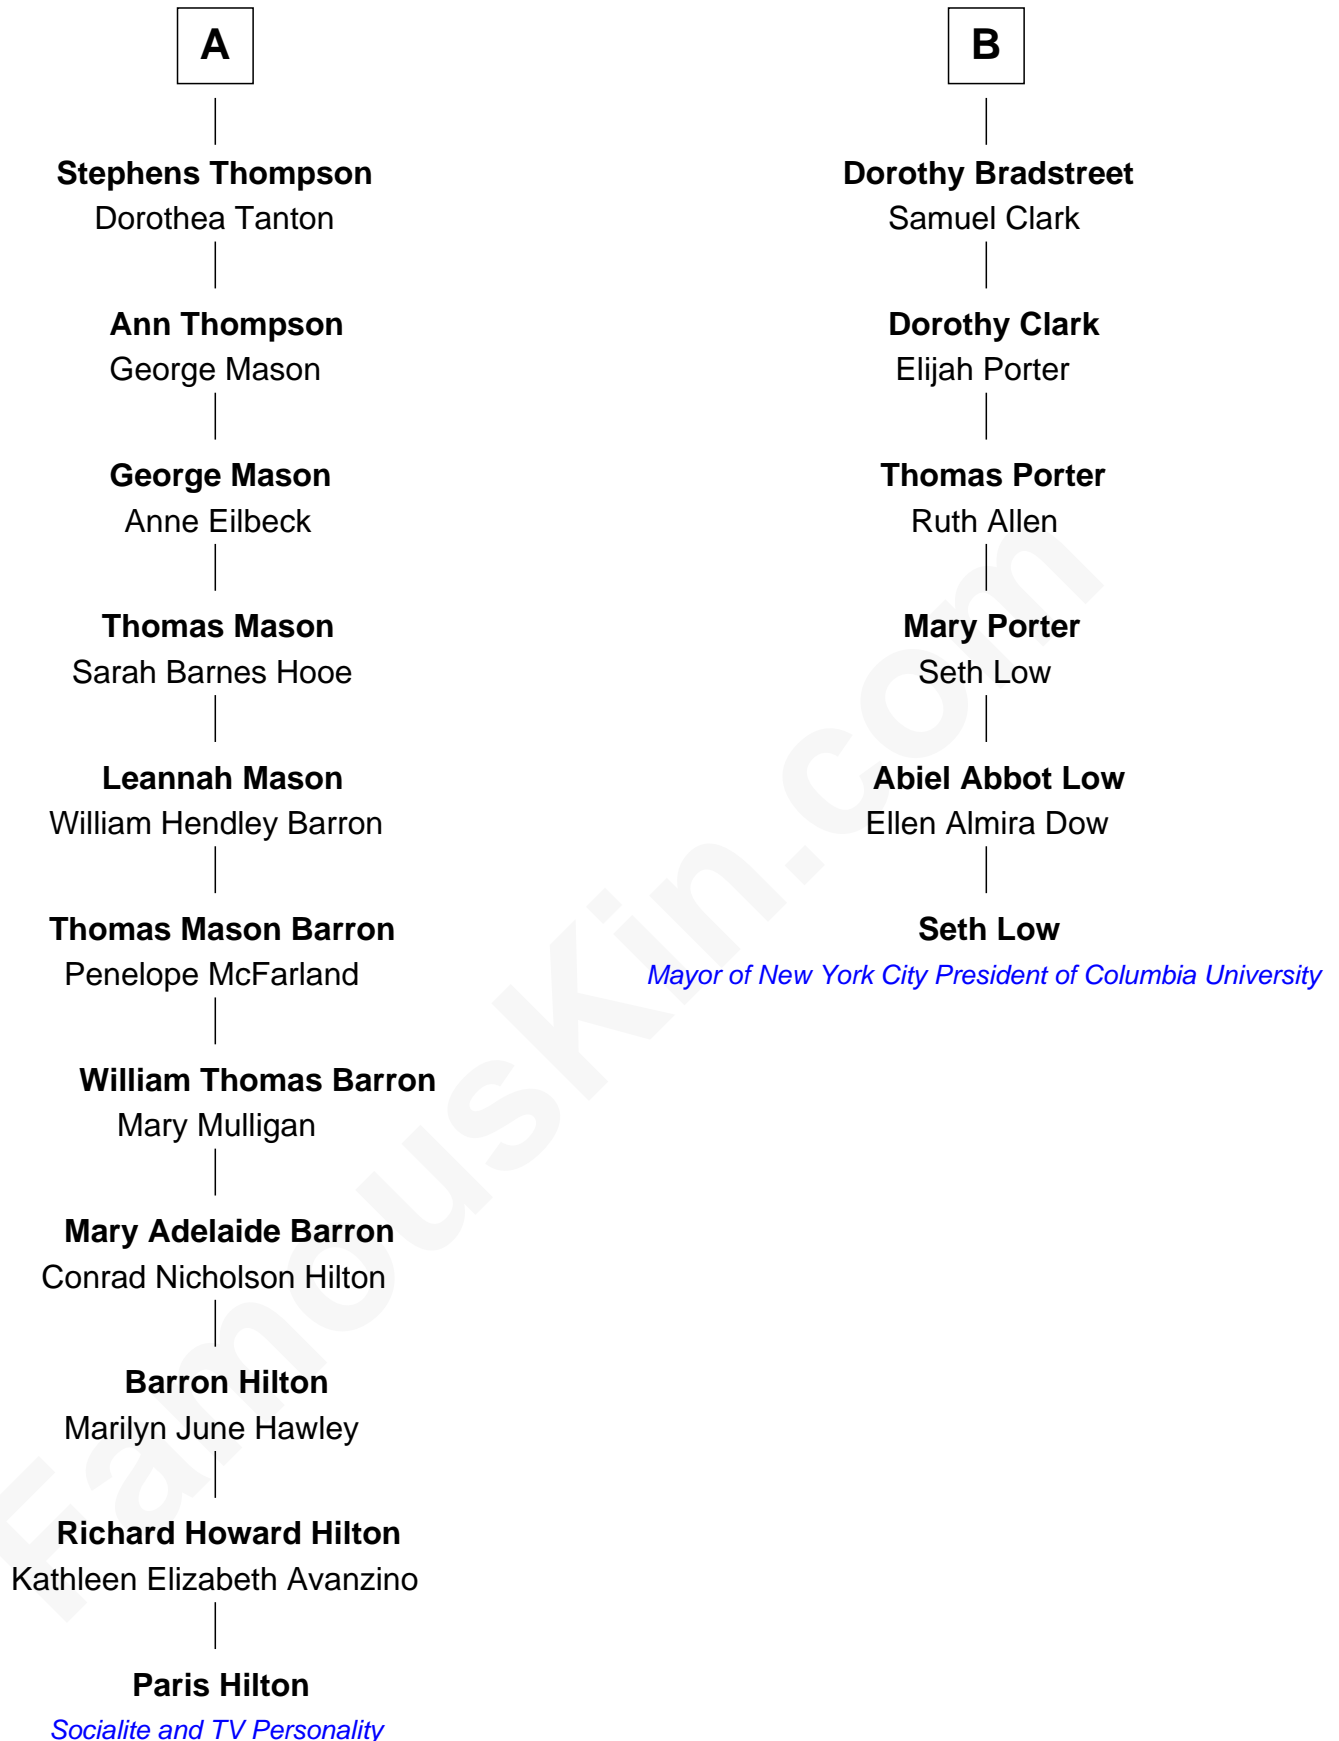 A
Stephens Thompson
Dorothea Tanton
Ann Thompson
George Mason
George Mason
Anne Eilbeck
Thomas Mason
Sarah Barnes Hooe
Leannah Mason
William Hendley Barron
Thomas Mason Barron
Penelope McFarland
William Thomas Barron
Mary Mulligan
Mary Adelaide Barron
Conrad Nicholson Hilton
Barron Hilton
Marilyn June Hawley
Richard Howard Hilton
Kathleen Elizabeth Avanzino
Paris Hilton
Socialite and TV Personality
B
Dorothy Bradstreet
Samuel Clark
Dorothy Clark
Elijah Porter
Thomas Porter
Ruth Allen
Mary Porter
Seth Low
Abiel Abbot Low
Ellen Almira Dow
Seth Low
Mayor of New York City President of Columbia University
FamousKin.com